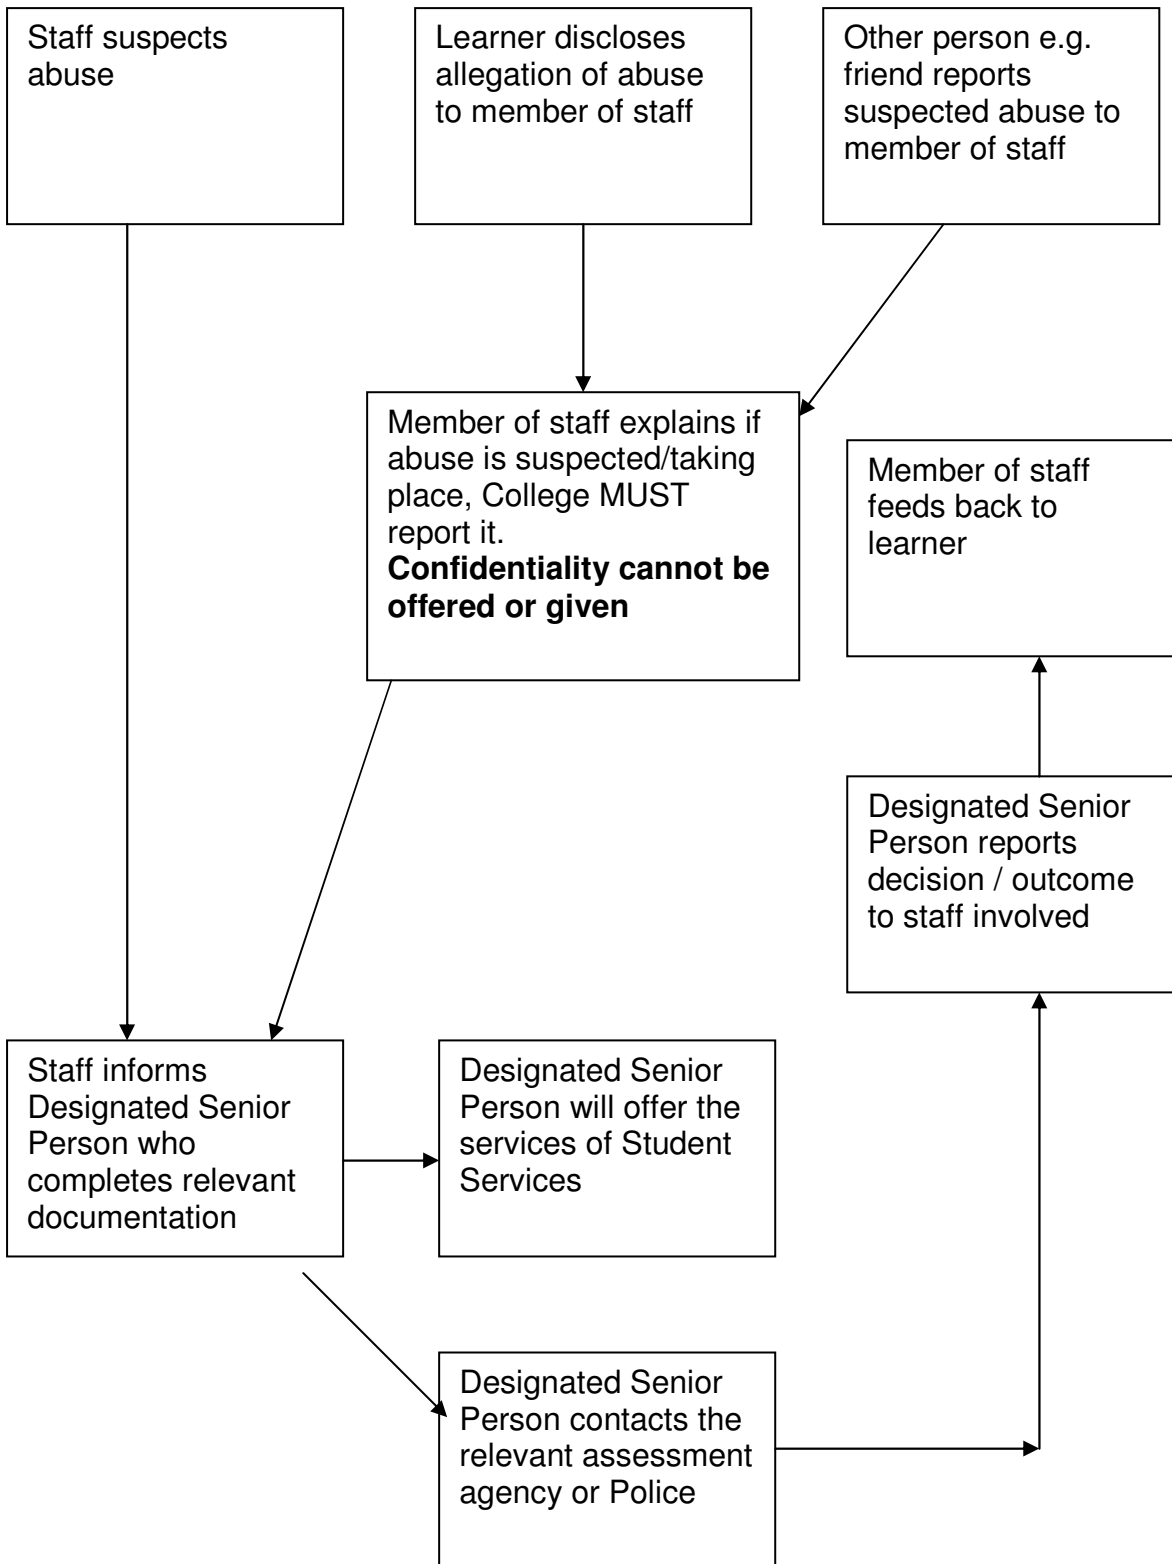 Staff suspects
abuse
Learner discloses
allegation of abuse
to member of staff
Other person e.g.
friend reports
suspected abuse to
member of staff
Member of staff explains if
abuse is suspected/taking
place, College MUST
report it.
Confidentiality cannot be
offered or given
Member of staff
feeds back to
learner
Designated Senior
Person reports
decision / outcome
to staff involved
Staff informs
Designated Senior
Person who
completes relevant
documentation
Designated Senior
Person will offer the
services of Student
Services
Designated Senior
Person contacts the
relevant assessment
agency or Police